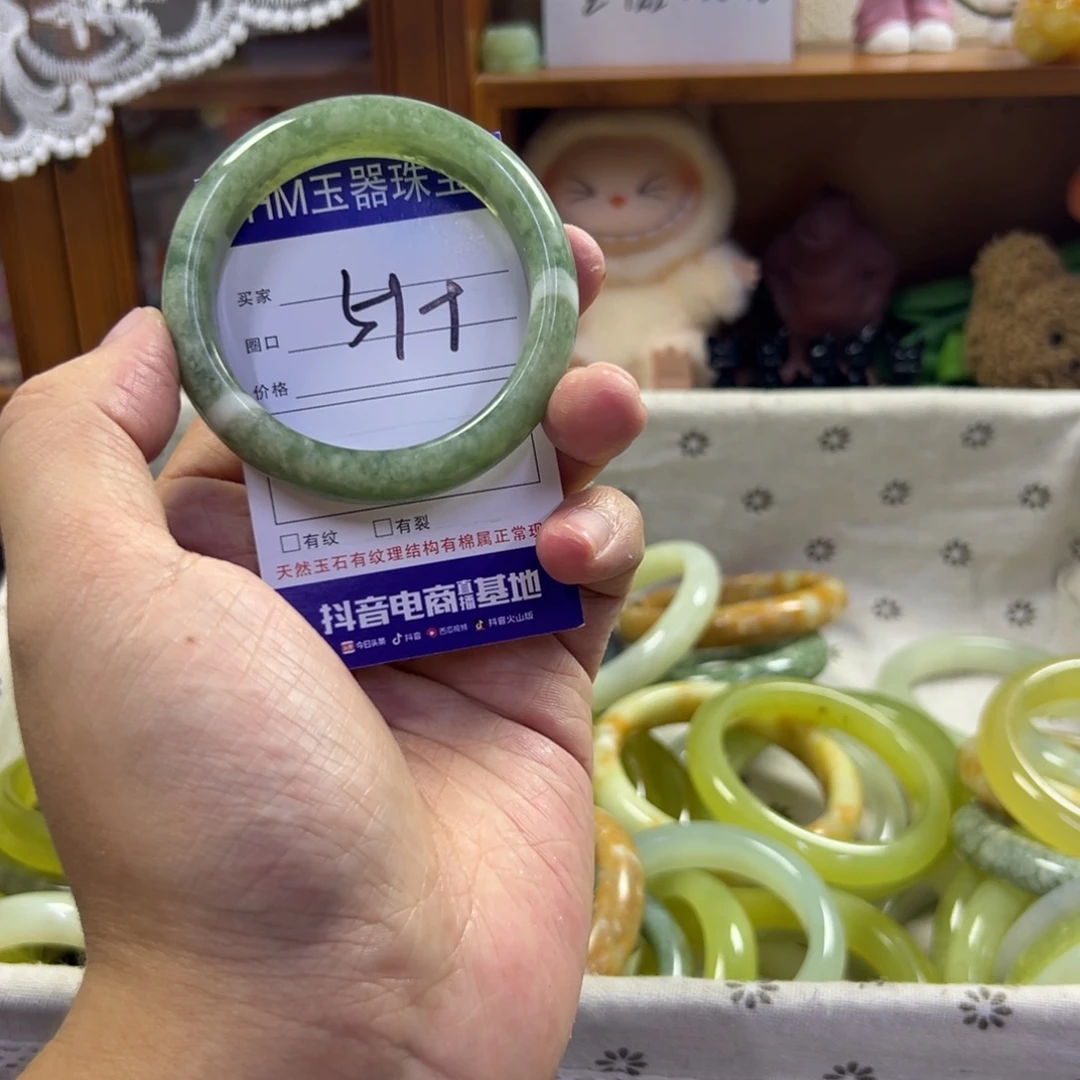 HM玉器珠宝
买家
圈口
价格
有纹 有裂
天然玉石有纹理结构有棉属正常现
抖音电商直播基地
今日头条 抖音 西瓜视频 抖音火山版